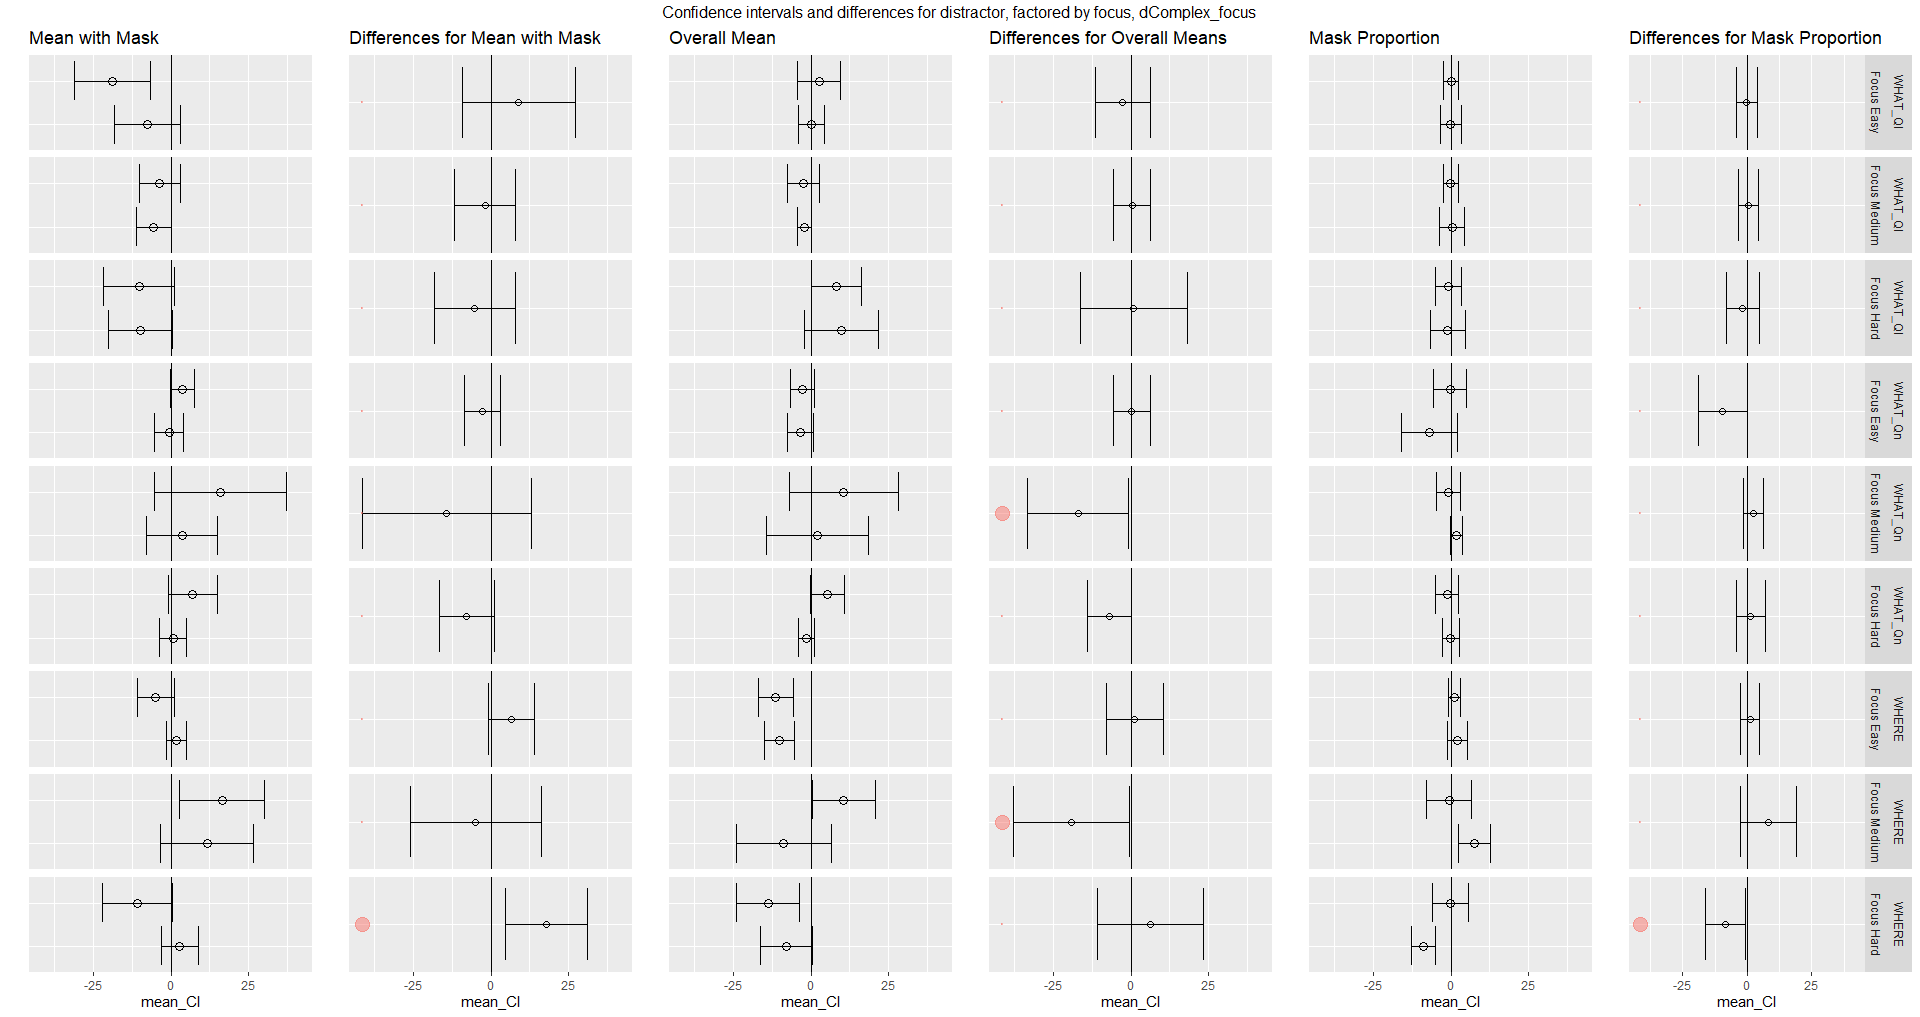 Confidence intervals and differences for distractor, factored by focus, dComplex_focus
Mean with Mask
Differences for Mean with Mask
Overall Mean
Differences for Overall Means
Mask Proportion
Differences for Mask Proportion
WHAT_Ql
Focus Easy
WHAT_Ql
Focus Medium
WHAT_Ql
Focus Hard
WHAT_Qn
Focus Easy
WHAT_Qn
Focus Medium
WHAT_Qn
Focus Hard
WHERE
Focus Easy
WHERE
Focus Medium
WHERE
Focus Hard
-25 0 25
-25 0 25
-25 0 25
-25 0 25
-25 0 25
-25 0 25
mean_CI
mean_CI
mean_CI
mean_CI
mean_CI
mean_CI